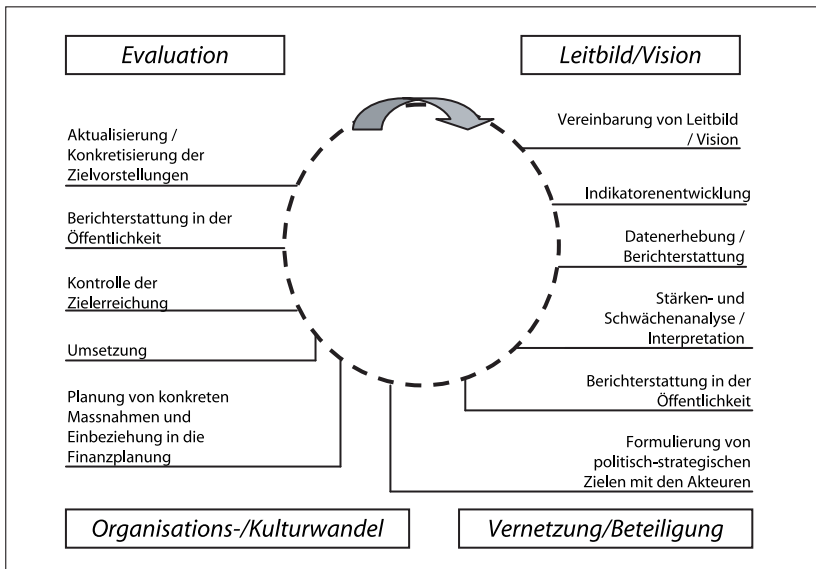 Evaluation
Leitbild/Vision
Vereinbarung von Leitbild
/ Vision
Indikatorenentwicklung
Datenerhebung /
Berichterstattung
Stärken- und
Schwächenanalyse /
Interpretation
Berichterstattung in der
Öffentlichkeit
Formulierung von
politisch-strategischen
Zielen mit den Akteuren
Aktualisierung /
Konkretisierung der
Zielvorstellungen
Berichterstattung in der
Öffentlichkeit
Kontrolle der
Zielerreichung
Umsetzung
Planung von konkreten
Massnahmen und
Einbeziehung in die
Finanzplanung
Organisations-/Kulturwandel
Vernetzung/Beteiligung